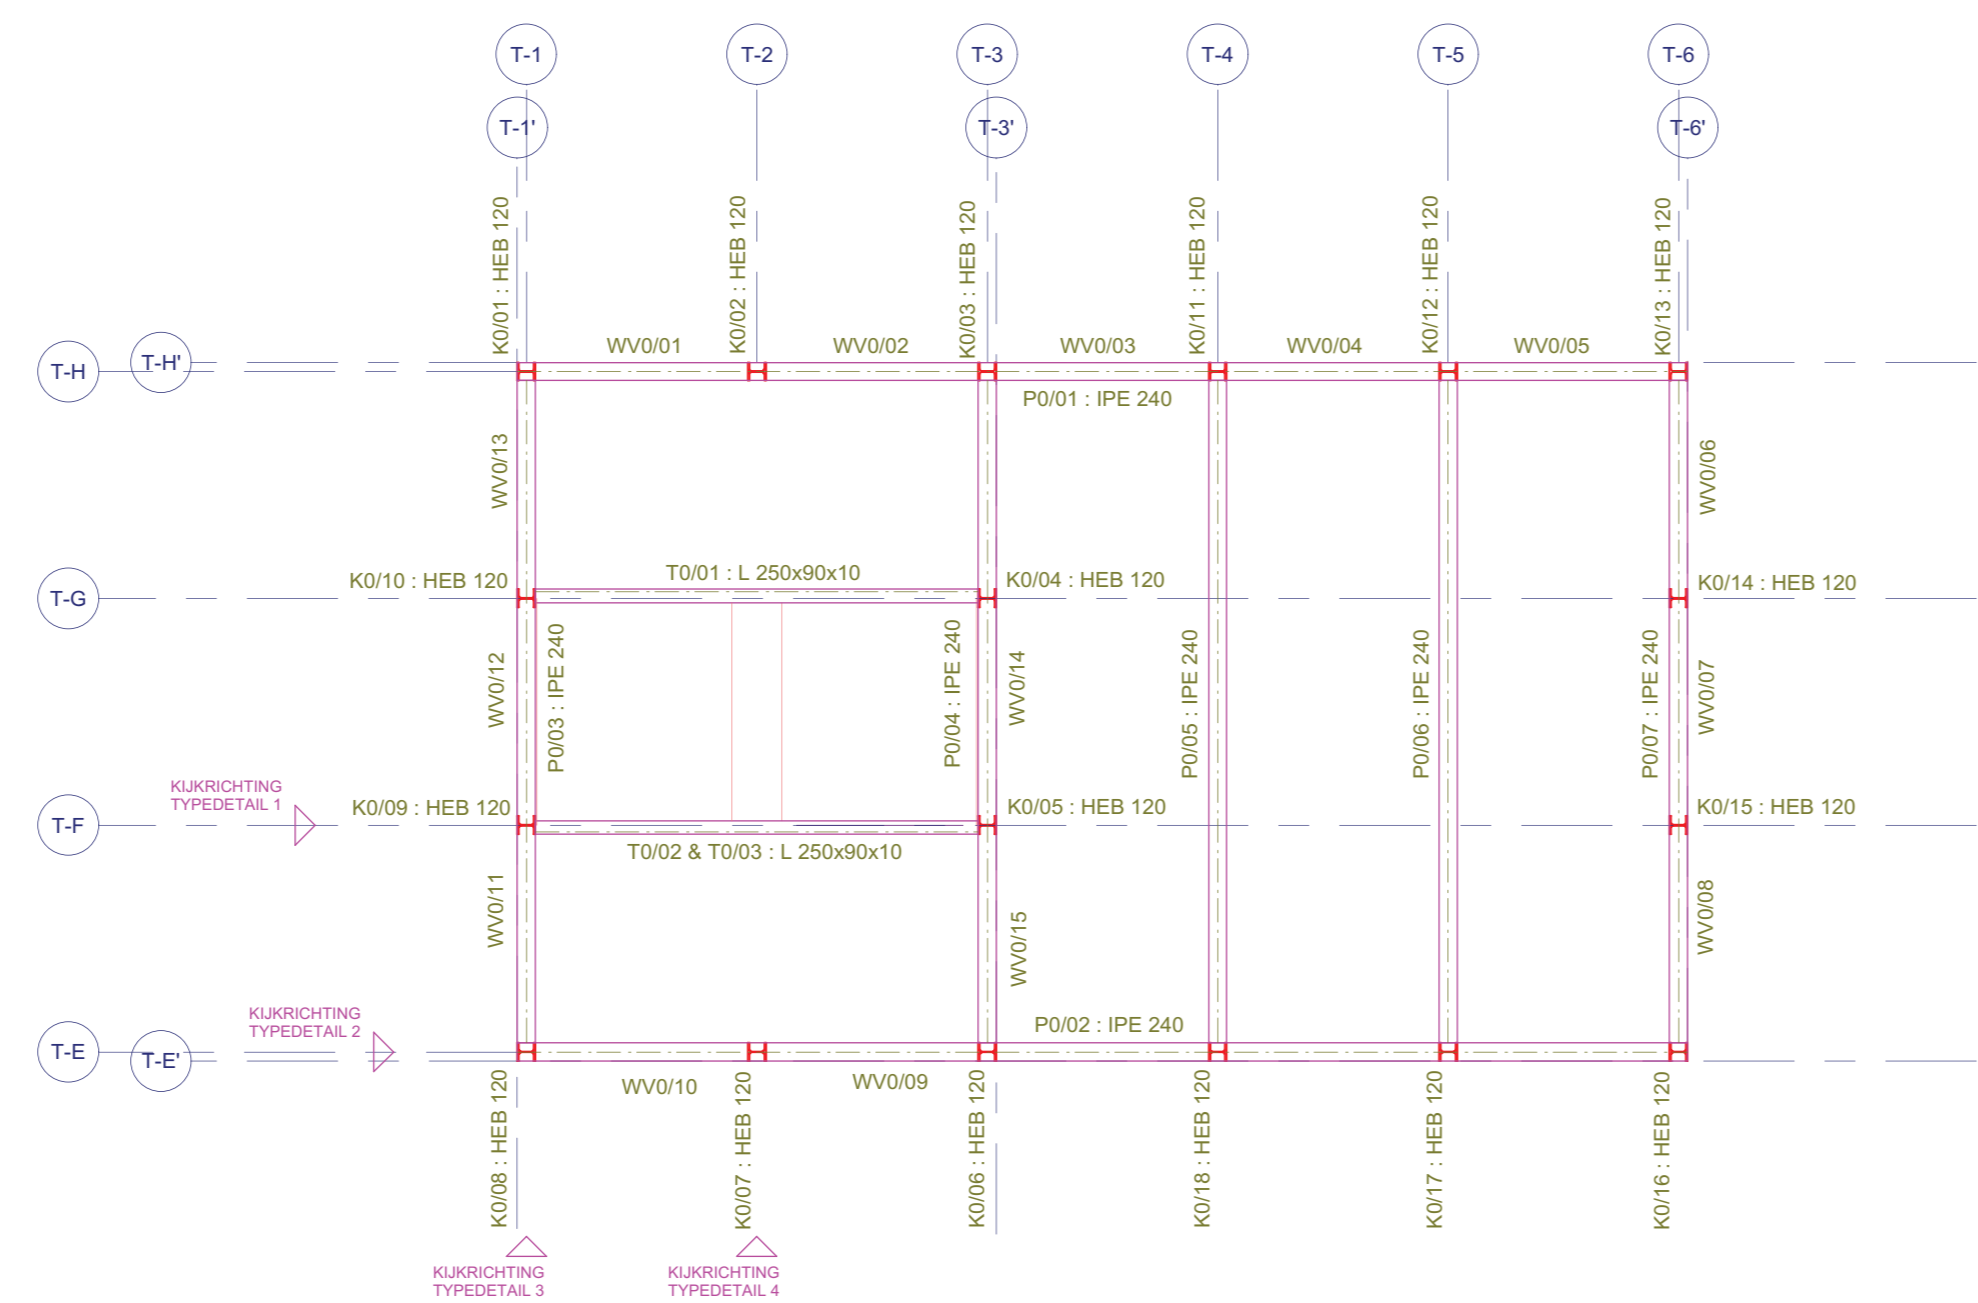 T-1
T-2
T-3
T-4
T-5
T-6
T-1'
T-3'
T-6'
K0/01 : HEB 120
K0/02 : HEB 120
K0/03 : HEB 120
K0/11 : HEB 120
K0/12 : HEB 120
K0/13 : HEB 120
T-H
T-H'
WV0/01
WV0/02
WV0/03
WV0/04
WV0/05
P0/01 : IPE 240
WV0/13
WV0/06
T-G
K0/10 : HEB 120
T0/01 : L 250x90x10
K0/04 : HEB 120
K0/14 : HEB 120
WV0/12
P0/03 : IPE 240
P0/04 : IPE 240
WV0/14
P0/05 : IPE 240
P0/06 : IPE 240
P0/07 : IPE 240
WV0/07
KIJKRICHTING
TYPEDETAIL 1
T-F
K0/09 : HEB 120
K0/05 : HEB 120
K0/15 : HEB 120
T0/02 & T0/03 : L 250x90x10
WV0/11
WV0/15
WV0/08
KIJKRICHTING
TYPEDETAIL 2
T-E
T-E'
P0/02 : IPE 240
WV0/10
WV0/09
K0/08 : HEB 120
K0/07 : HEB 120
K0/06 : HEB 120
K0/18 : HEB 120
K0/17 : HEB 120
K0/16 : HEB 120
KIJKRICHTING
TYPEDETAIL 3
KIJKRICHTING
TYPEDETAIL 4